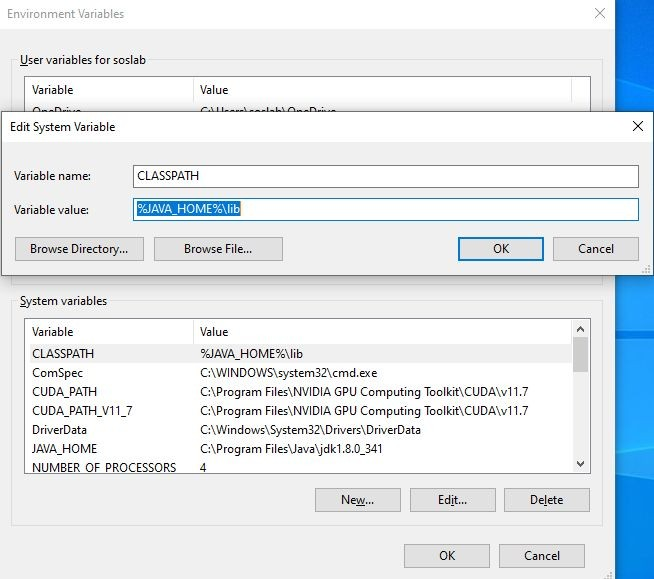 Environment Variables
User variables for soslab
Variable Value
OneDrive C:\Users\soslab\OneDrive
Edit System Variable
Variable name: CLASSPATH
Variable value: %JAVA_HOME%\lib
Browse Directory... Browse File... OK Cancel
System variables
Variable Value
CLASSPATH %JAVA_HOME%\lib
ComSpec C:\WINDOWS\system32\cmd.exe
CUDA_PATH C:\Program Files\NVIDIA GPU Computing Toolkit\CUDA\v11.7
CUDA_PATH_V11_7 C:\Program Files\NVIDIA GPU Computing Toolkit\CUDA\v11.7
DriverData C:\Windows\System32\Drivers\DriverData
JAVA_HOME C:\Program Files\Java\jdk1.8.0_341
NUMBER_OF_PROCESSORS 4
New... Edit... Delete
OK Cancel